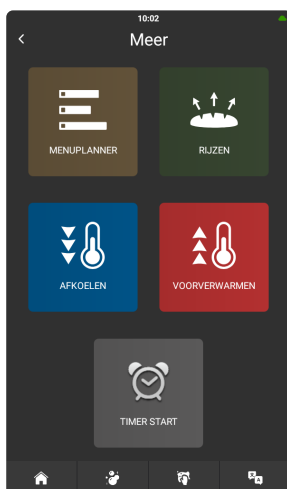 10:02
Meer
MENUPLANNER
RIJZEN
AFKOELEN
VOORVERWARMEN
TIMER START